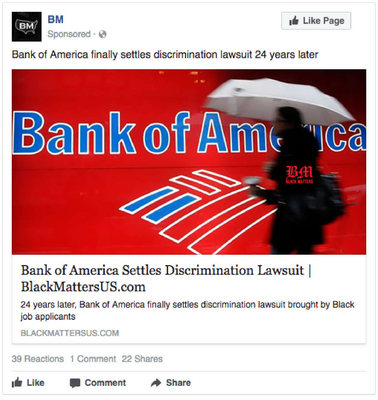 BM
BM
Like Page
Sponsored ·
Bank of America finally settles discrimination lawsuit 24 years later
Bank of America
BM
BLACK MATTERS
Bank of America Settles Discrimination Lawsuit |
BlackMattersUS.com
24 years later, Bank of America finally settles discrimination lawsuit brought by Black
job applicants
BLACKMATTERSUS.COM
39 Reactions 1 Comment 22 Shares
Like Comment Share